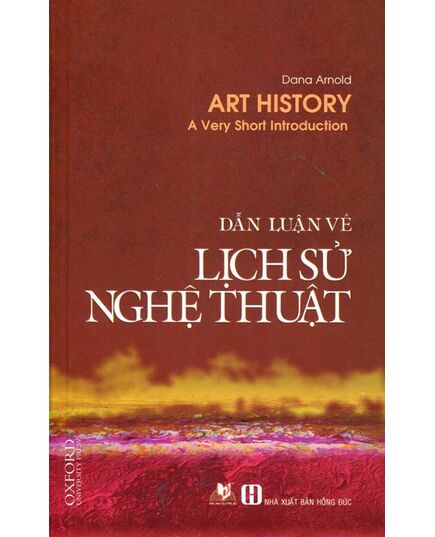 Dana Arnold
ART HISTORY
A Very Short Introduction
DẪN LUẬN VỀ
LỊCH SỬ
NGHỆ THUẬT
OXFORD
UNIVERSITY PRESS
NHÀ XUẤT BẢN HỒNG ĐỨC